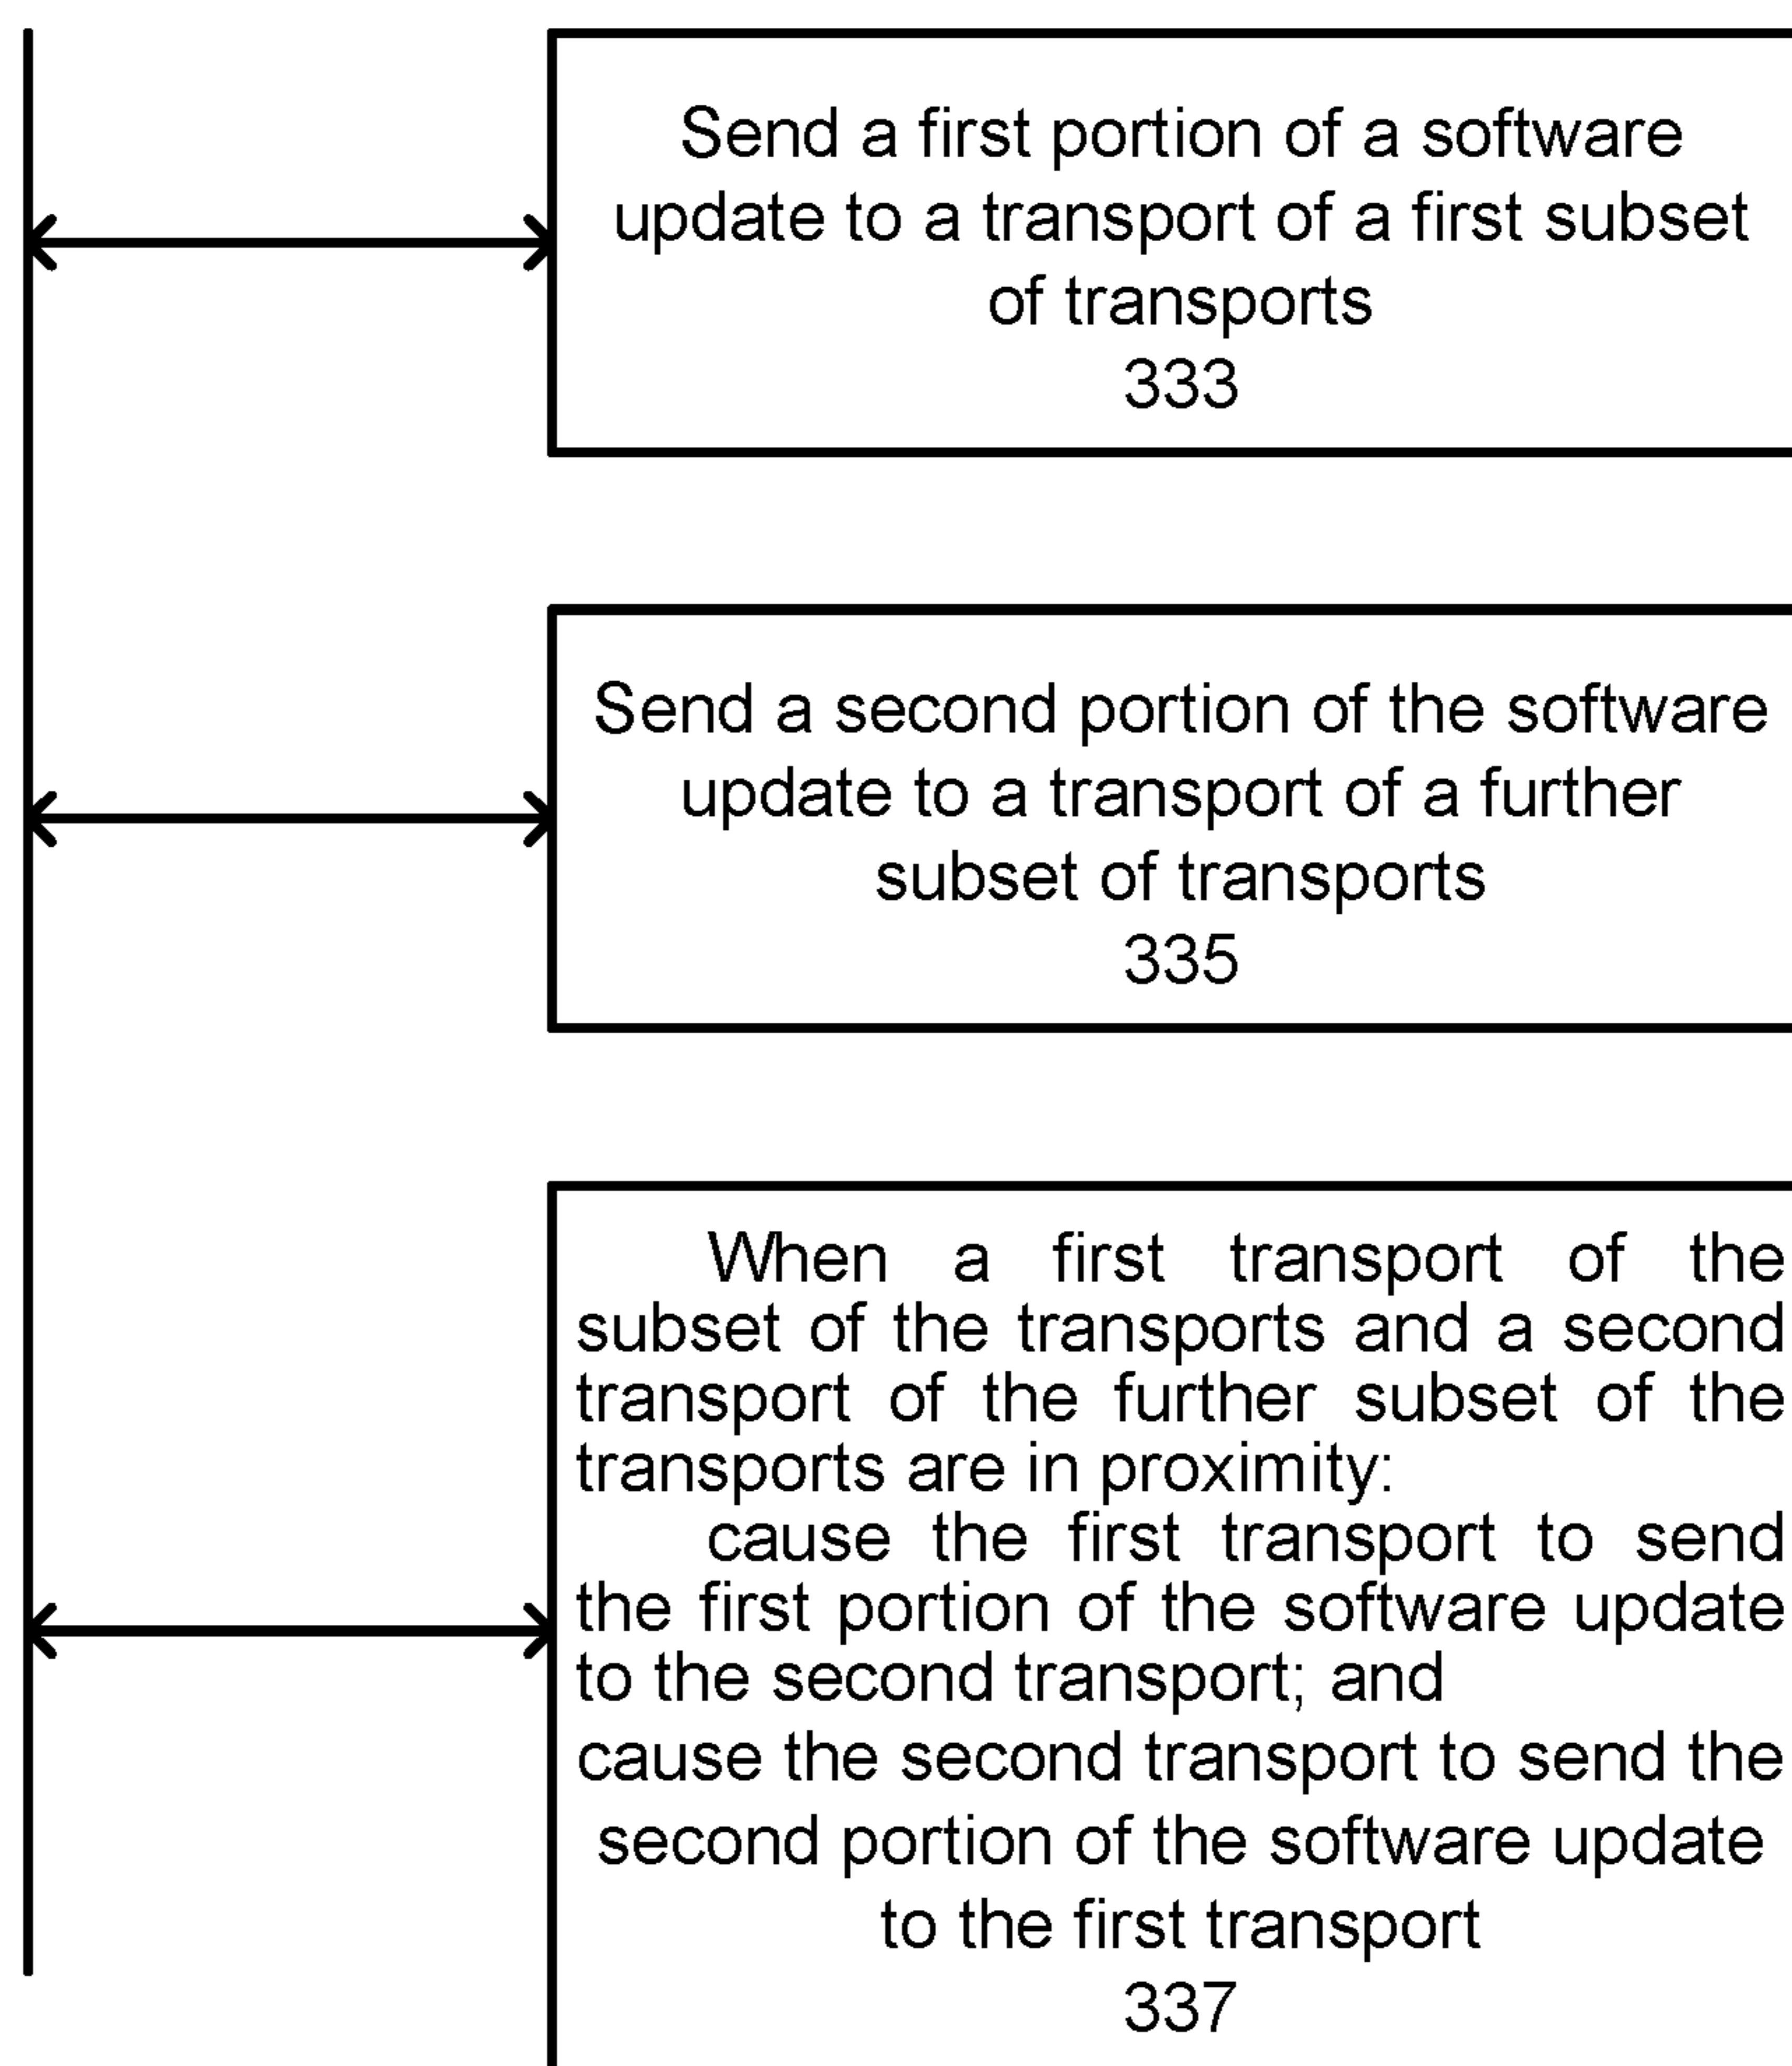 Send a first portion of a software
update to a transport of a first subset
of transports
333
Send a second portion of the software
update to a transport of a further
subset of transports
335
When a first transport of the
subset of the transports and a second
transport of the further subset of the
transports are in proximity:
cause the first transport to send
the first portion of the software update
to the second transport; and
cause the second transport to send the
second portion of the software update
to the first transport
337